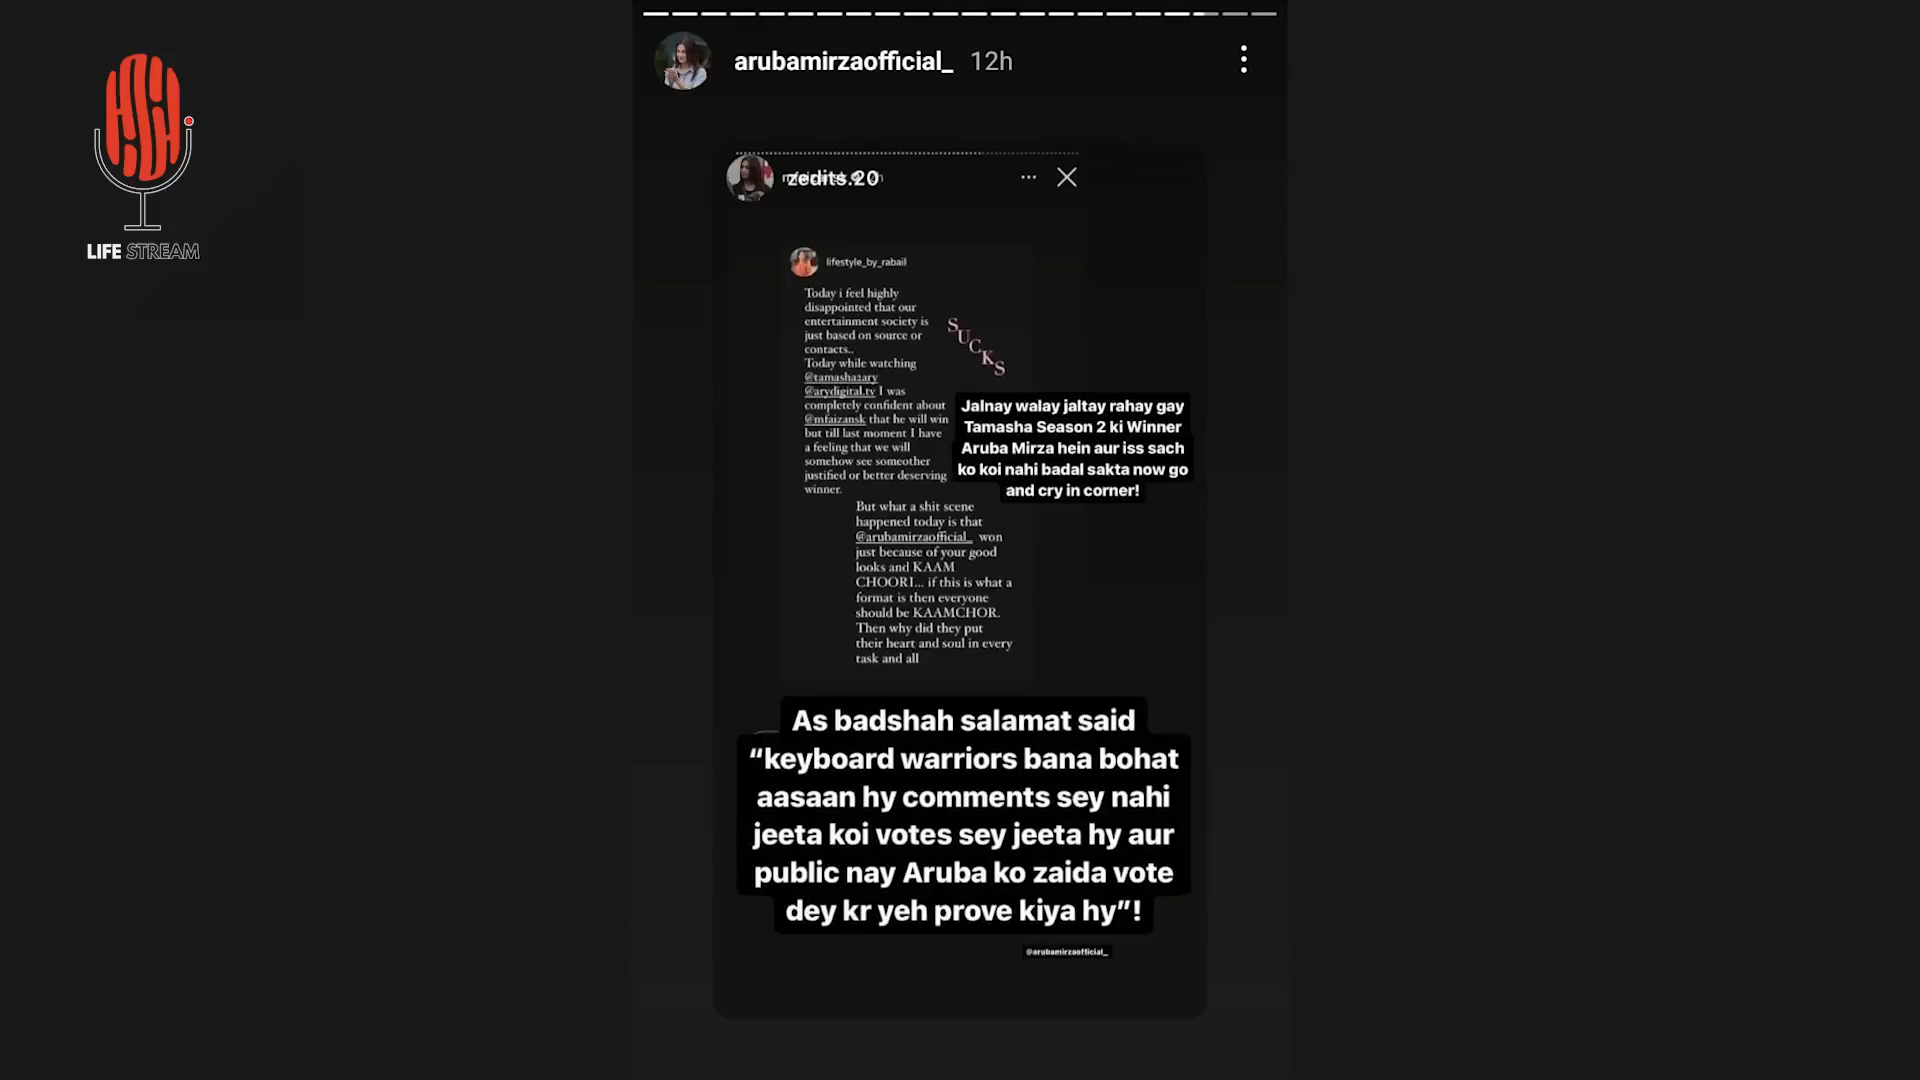 LIFE STREAM
arubamirzaofficial_ 12h
zedits.20
lifestyle_by_rabail
Today i feel highly
disappointed that our
entertainment society is
just based on source or
contacts..
Today while watching
@tamasha2ary
@arydigital.tv I was
completely confident about
@mfaizansk that he will win
but till last moment I have
a feeling that we will
somehow see someother
justified or better deserving
winner.
SUCKS
Jalnay walay jaltay rahay gay
Tamasha Season 2 ki Winner
Aruba Mirza hein aur iss sach
ko koi nahi badal sakta now go
and cry in corner!
But what a shit scene
happened today is that
@arubamirzaofficial_ won
just because of your good
looks and KAAM
CHOORI... if this is what a
format is then everyone
should be KAAMCHOR.
Then why did they put
their heart and soul in every
task and all
As badshah salamat said
“keyboard warriors bana bohat
aasaan hy comments sey nahi
jeeta koi votes sey jeeta hy aur
public nay Aruba ko zaida vote
dey kr yeh prove kiya hy”!
@arubamirzaofficial_